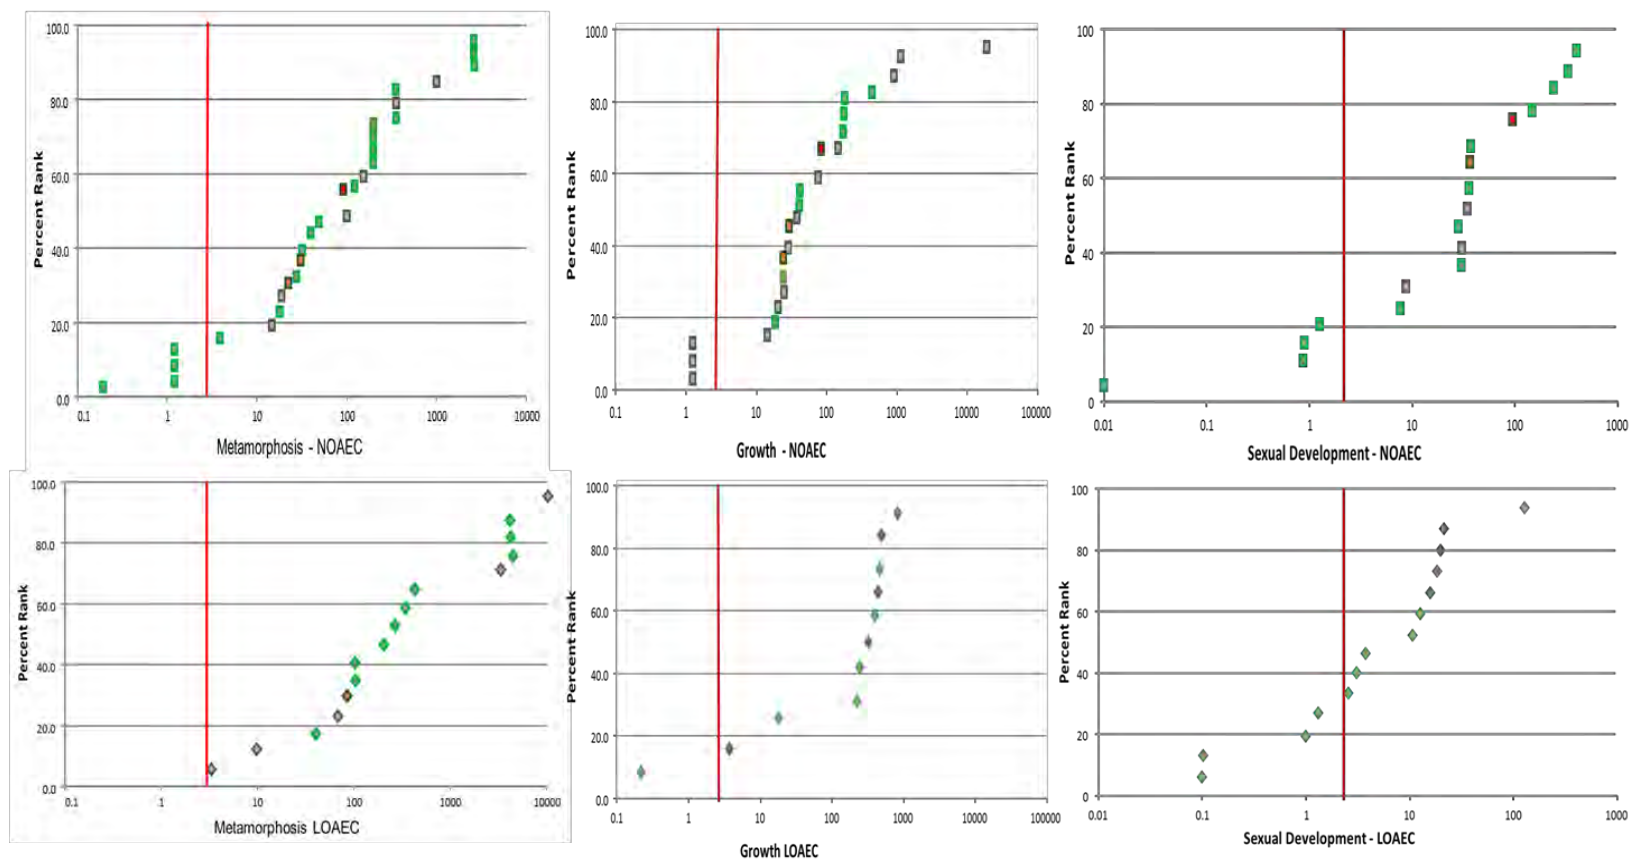 Percent Rank
100.0
80.0
60.0
40.0
20.0
0.0
0.1 1 10 100 1000 10000
Metamorphosis - NOAEC
Percent Rank
100.0
80.0
60.0
40.0
20.0
0.0
0.1 1 10 100 1000 10000 100000
Growth - NOAEC
Percent Rank
100
80
60
40
20
0
0.01 0.1 1 10 100 1000
Sexual Development - NOAEC
Percent Rank
100.0
80.0
60.0
40.0
20.0
0.0
0.1 1 10 100 1000 10000
Metamorphosis LOAEC
Percent Rank
100.0
80.0
60.0
40.0
20.0
0.0
0.1 1 10 100 1000 10000 100000
Growth LOAEC
Percent Rank
100
80
60
40
20
0
0.01 0.1 1 10 100 1000
Sexual Development - LOAEC